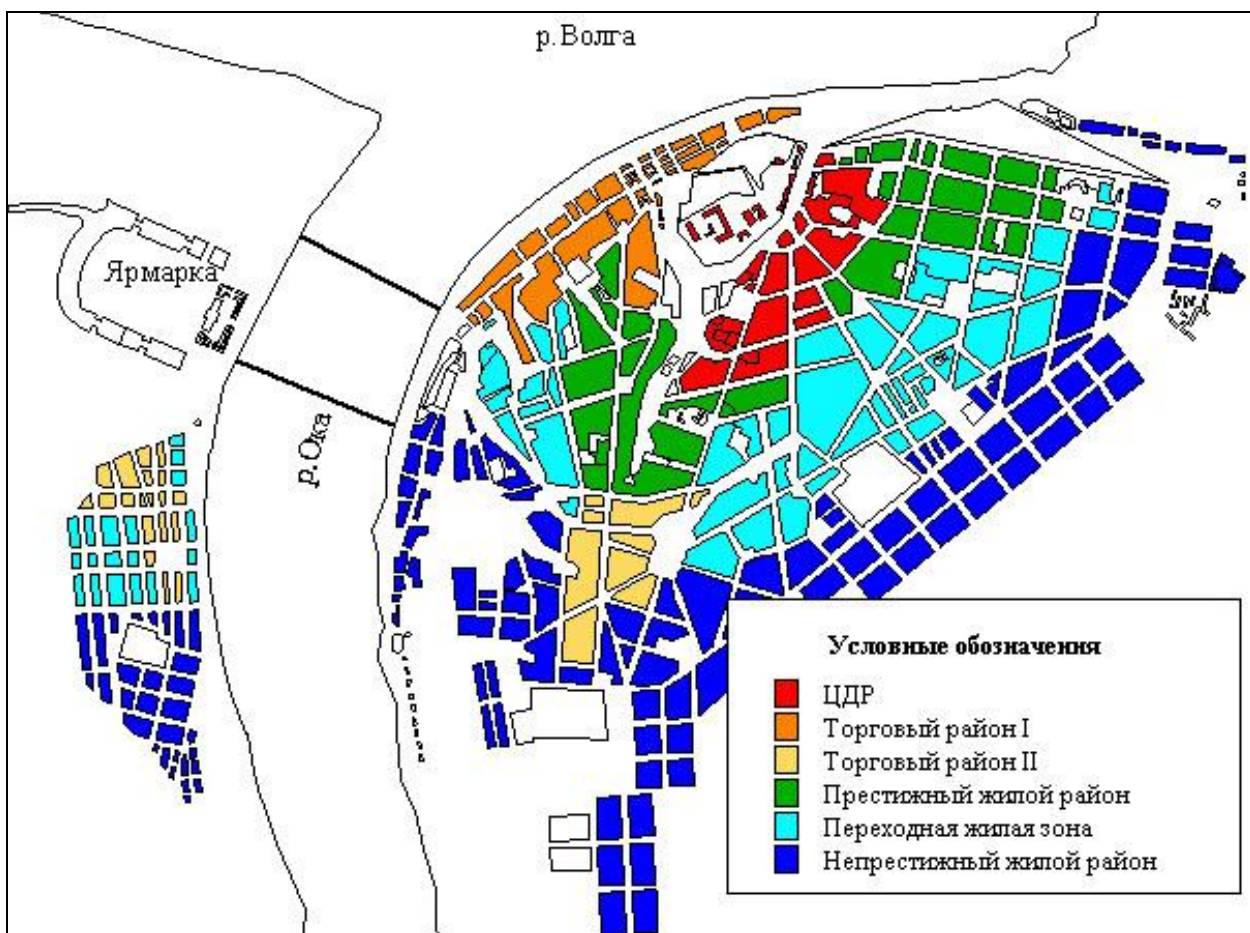 р. Волга
Ярмарка
р. Ока
Условные обозначения
ЦДР
Торговый район I
Торговый район II
Престижный жилой район
Переходная жилая зона
Непрестижный жилой район